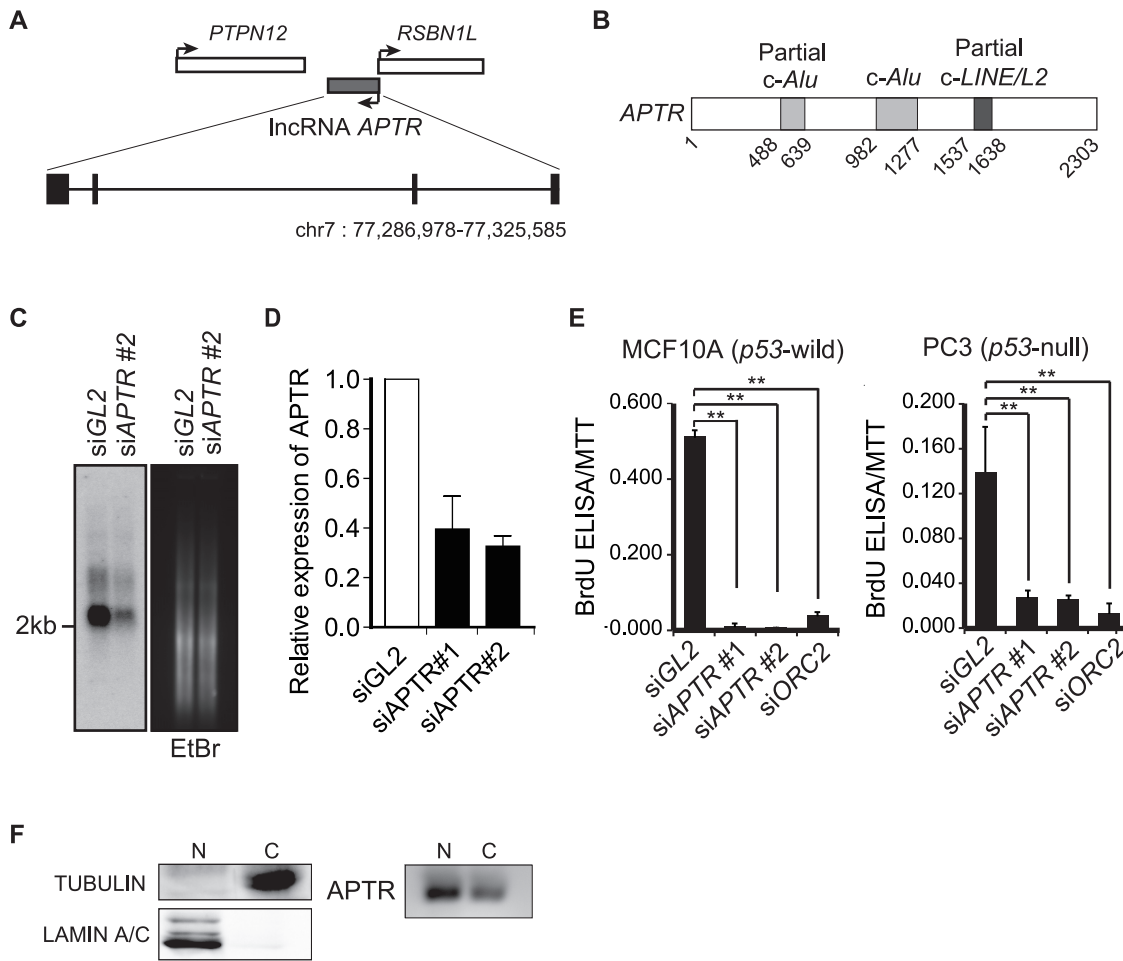 A
PTPN12
RSBN1L
lncRNA APTR
chr7 : 77,286,978-77,325,585
B
Partial
c-Alu
c-Alu
Partial
c-LINE/L2
APTR
1
488
639
982
1277
1537
1638
2303
C
siGL2
siAPTR #2
siGL2
siAPTR #2
2kb
EtBr
D
Relative expression of APTR
1.0
0.8
0.6
0.4
0.2
0.0
siGL2
siAPTR#1
siAPTR#2
E
MCF10A (p53-wild)
BrdU ELISA/MTT
0.600
0.400
0.200
-0.000
**
**
**
siGL2
siAPTR #1
siAPTR #2
siORC2
PC3 (p53-null)
BrdU ELISA/MTT
0.200
0.160
0.120
0.080
0.040
0.000
**
**
**
siGL2
siAPTR #1
siAPTR #2
siORC2
F
N C
TUBULIN
LAMIN A/C
N C
APTR